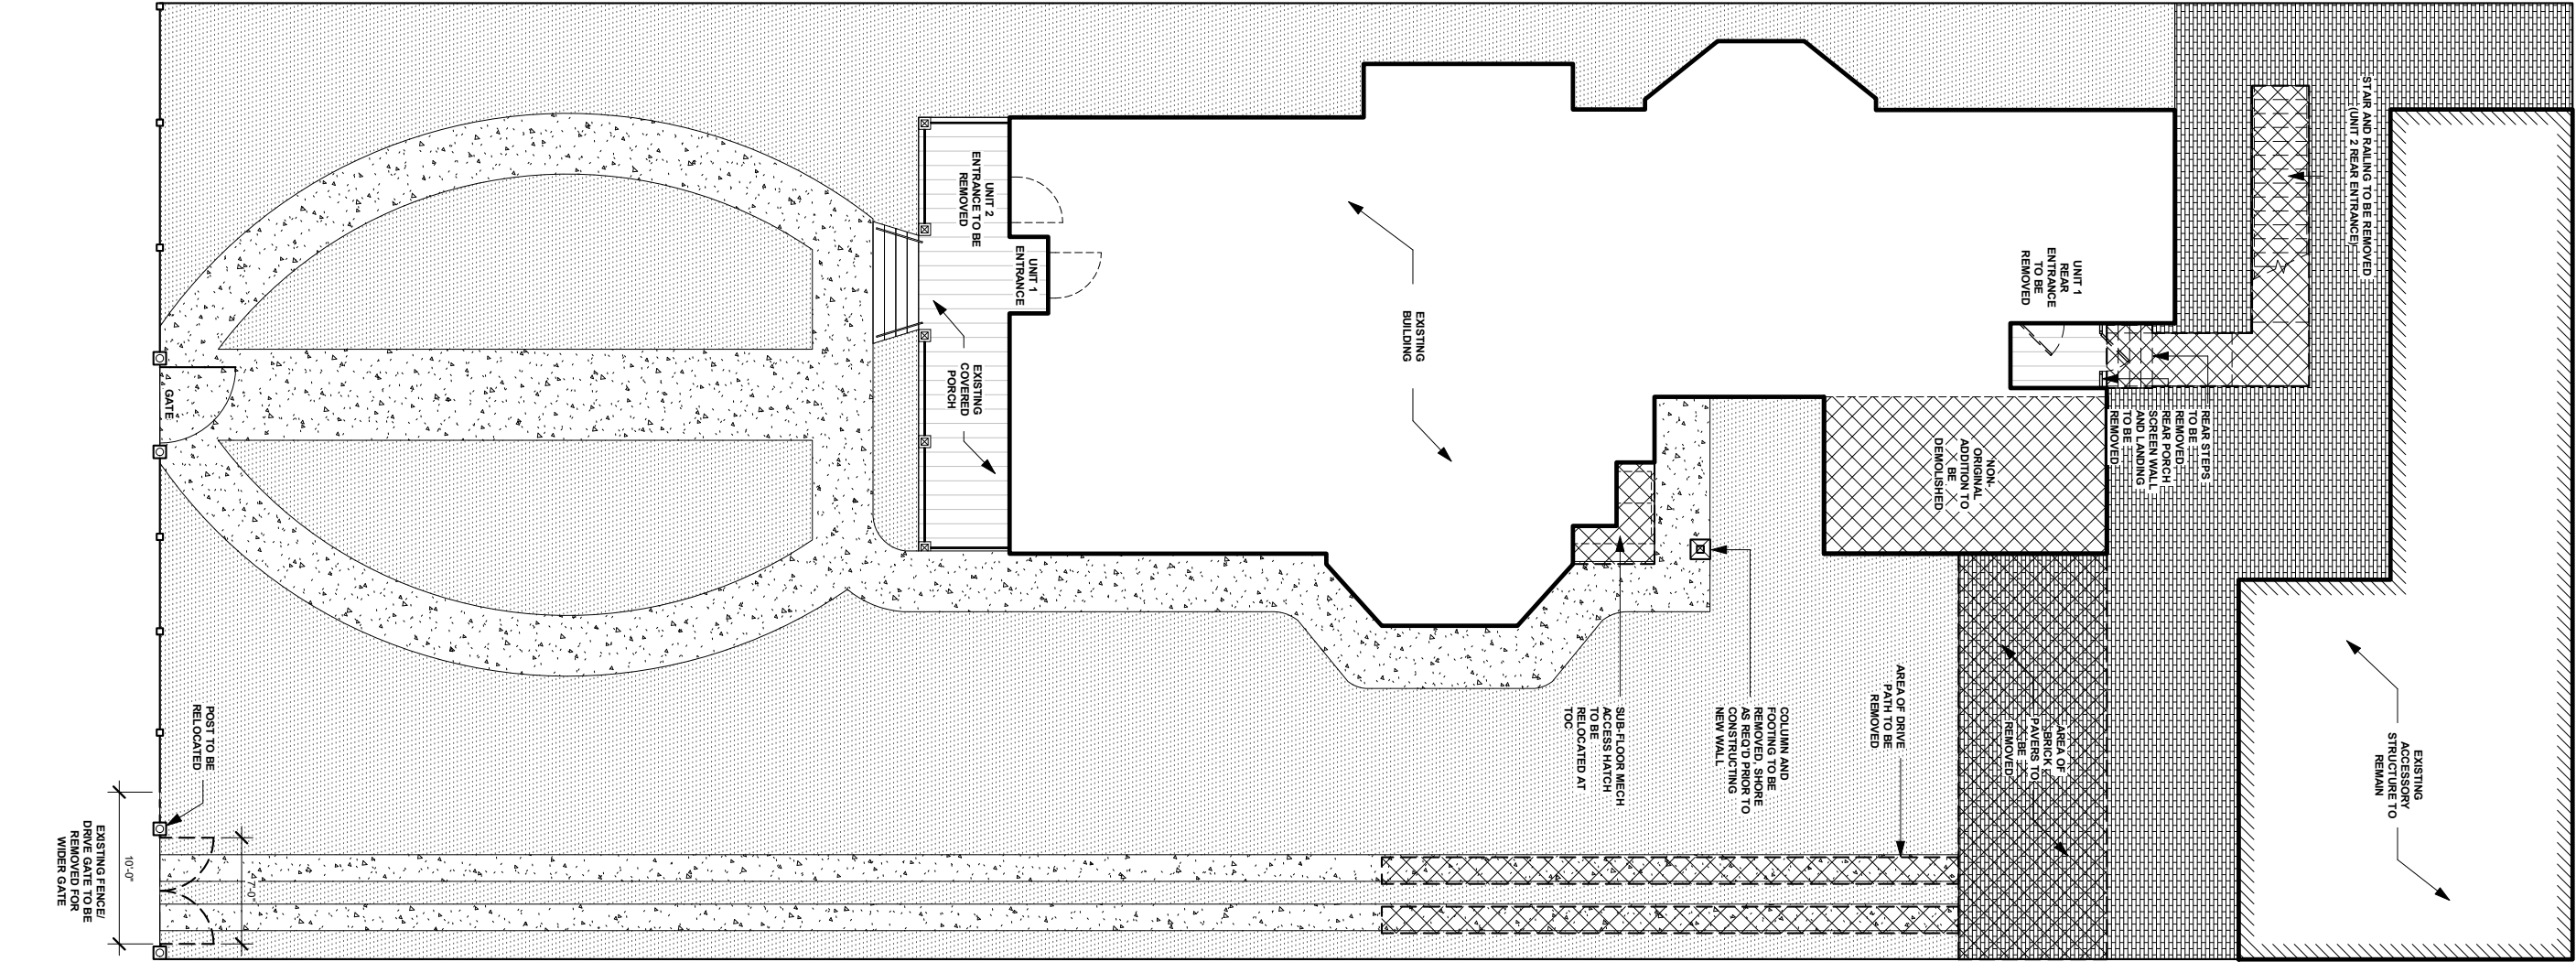 STAIR AND RAILING TO BE REMOVED
(UNIT 2 REAR ENTRANCE)
UNIT 2
ENTRANCE TO BE
REMOVED
UNIT 1
ENTRANCE
UNIT 1
REAR
ENTRANCE
TO BE
REMOVED
EXISTING
BUILDING
EXISTING
COVERED
PORCH
GATE
REAR STEPS
TO BE
REMOVED
REAR PORCH
SCREEN WALL
AND LANDING
TO BE
REMOVED
NON-
ORIGINAL
ADDITION TO
BE
DEMOLISHED
AREA OF DRIVE
PATH TO BE
REMOVED
COLUMN AND
FOOTING TO BE
REMOVED, SHORE
AS REQ'D PRIOR TO
CONSTRUCTING
NEW WALL
SUB-FLOOR MECH
ACCESS HATCH
TO BE
RELOCATED AT
TOC
AREA OF
BRICK
PAVERS TO
BE
REMOVED
EXISTING
ACCESSORY
STRUCTURE TO
REMAIN
POST TO BE
RELOCATED
7'-0"
10'-0"
EXISTING FENCE/
DRIVE GATE TO BE
REMOVED FOR
WIDER GATE